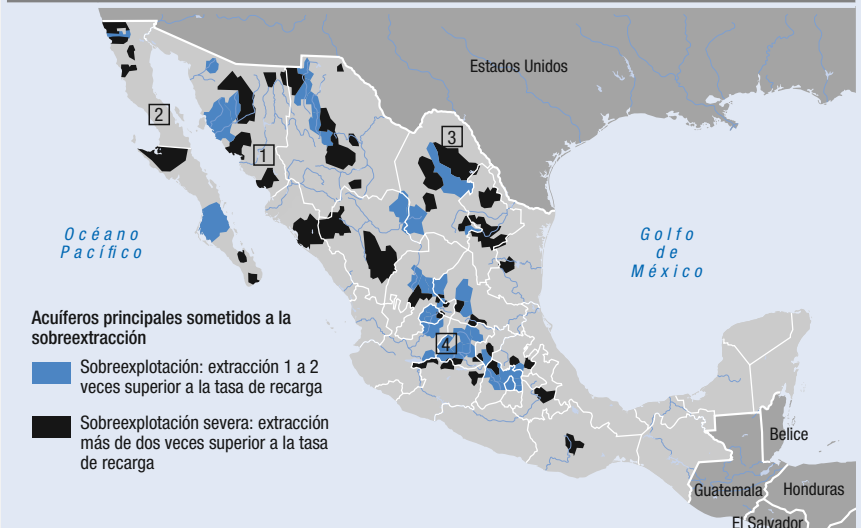 Estados Unidos
3
2
1
Océano
Pacífico
Golfo
de
México
Acuíferos principales sometidos a la
sobreextracción
Sobreexplotación: extracción 1 a 2
veces superior a la tasa de recarga
4
Sobreexplotación severa: extracción
más de dos veces superior a la tasa
de recarga
Belice
Guatemala
Honduras
El Salvador